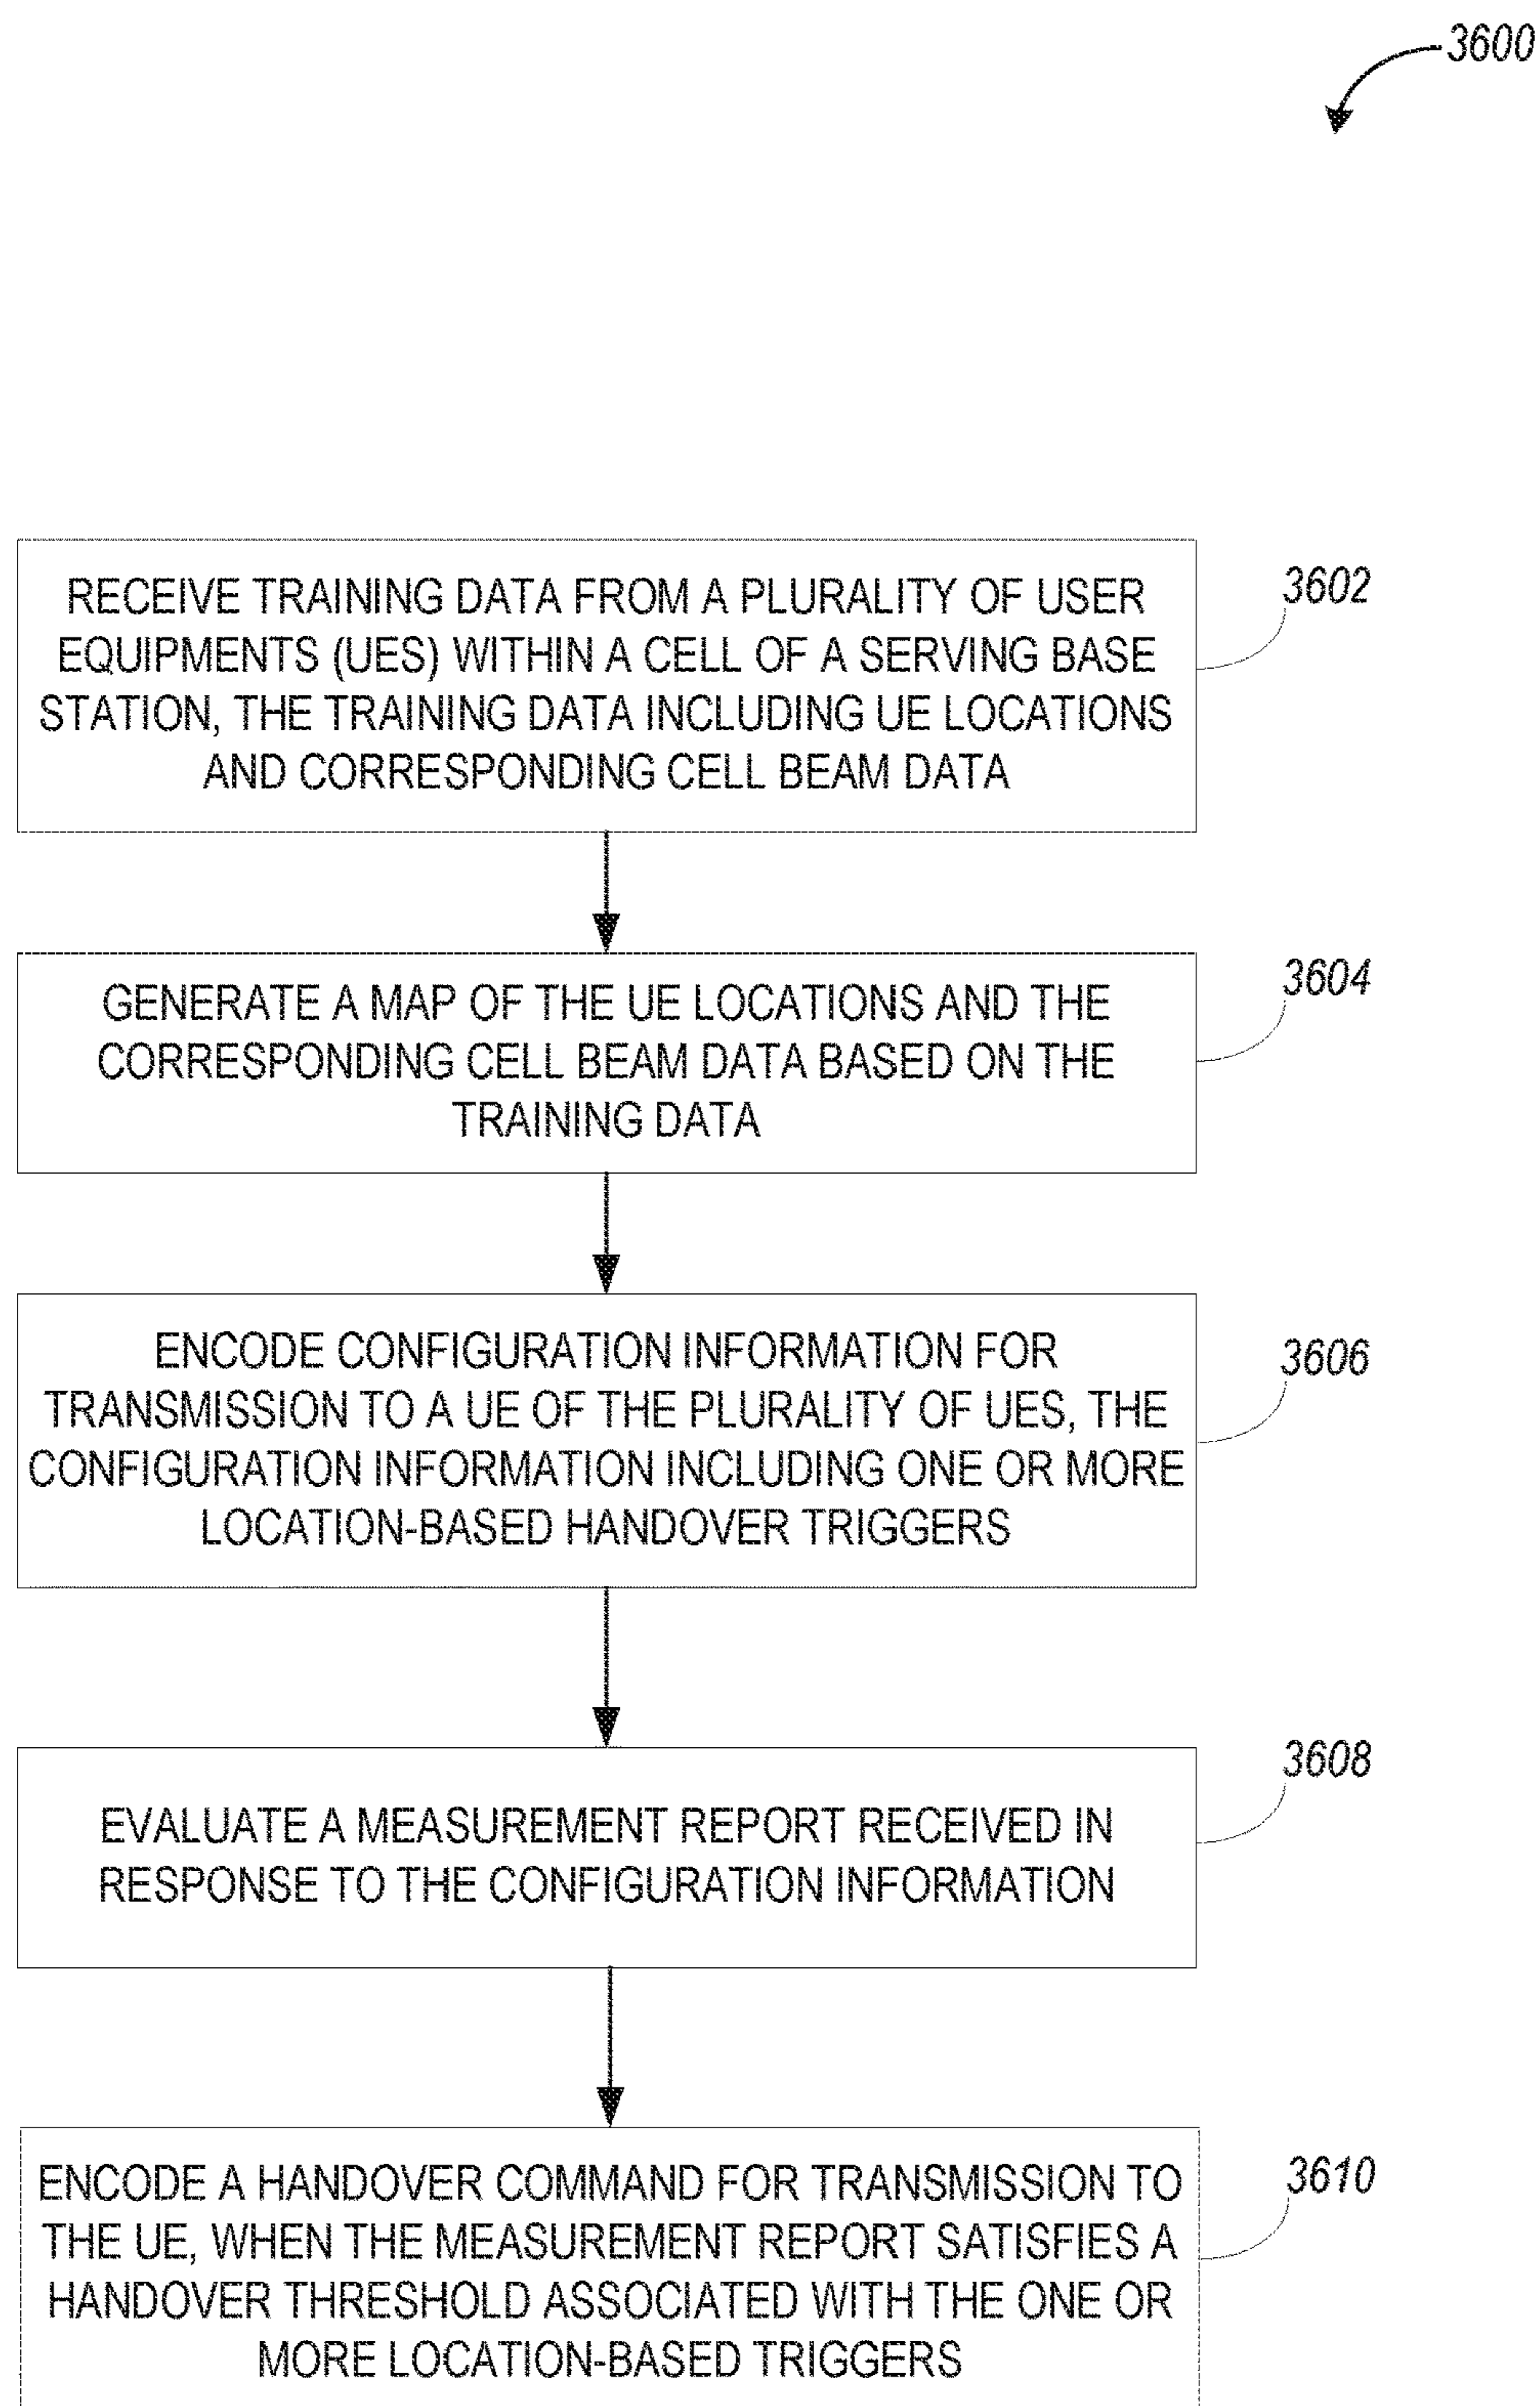 3600
RECEIVE TRAINING DATA FROM A PLURALITY OF USER
EQUIPMENTS (UES) WITHIN A CELL OF A SERVING BASE
STATION, THE TRAINING DATA INCLUDING UE LOCATIONS
AND CORRESPONDING CELL BEAM DATA
3602
GENERATE A MAP OF THE UE LOCATIONS AND THE
CORRESPONDING CELL BEAM DATA BASED ON THE
TRAINING DATA
3604
ENCODE CONFIGURATION INFORMATION FOR
TRANSMISSION TO A UE OF THE PLURALITY OF UES, THE
CONFIGURATION INFORMATION INCLUDING ONE OR MORE
LOCATION-BASED HANDOVER TRIGGERS
3606
EVALUATE A MEASUREMENT REPORT RECEIVED IN
RESPONSE TO THE CONFIGURATION INFORMATION
3608
ENCODE A HANDOVER COMMAND FOR TRANSMISSION TO
THE UE, WHEN THE MEASUREMENT REPORT SATISFIES A
HANDOVER THRESHOLD ASSOCIATED WITH THE ONE OR
MORE LOCATION-BASED TRIGGERS
3610